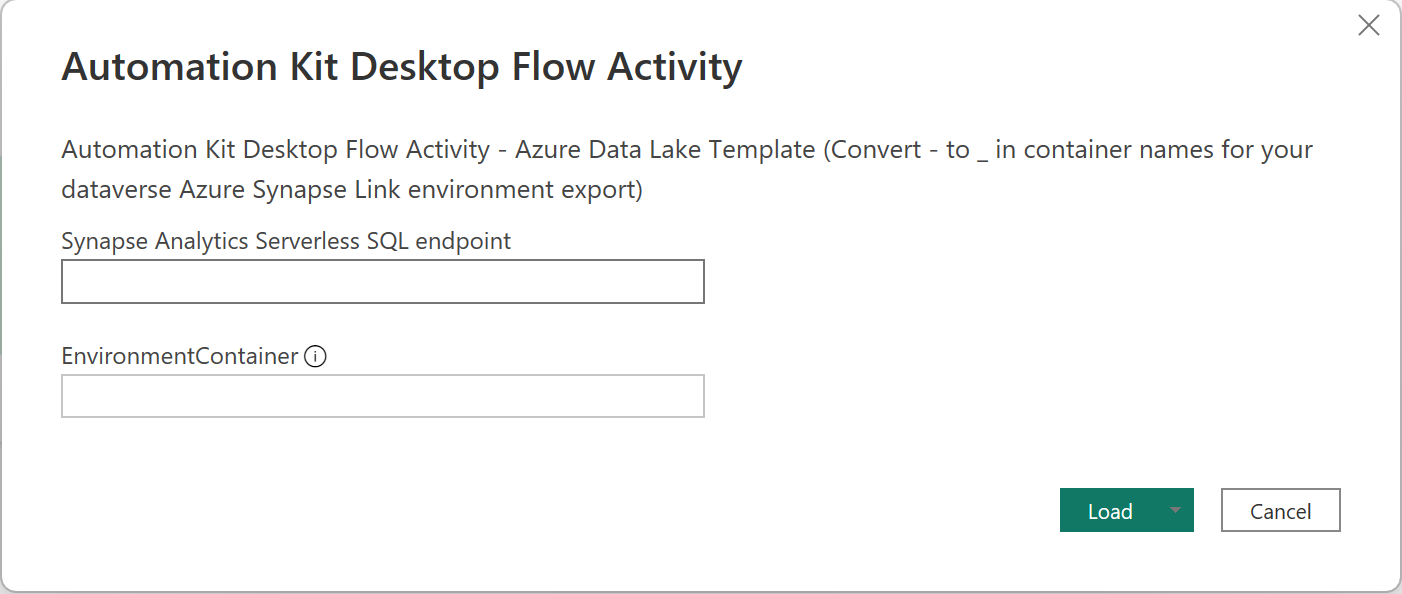 Automation Kit Desktop Flow Activity
Automation Kit Desktop Flow Activity - Azure Data Lake Template (Convert - to _ in container names for your
dataverse Azure Synapse Link environment export)
Synapse Analytics Serverless SQL endpoint
EnvironmentContainer
Load
Cancel